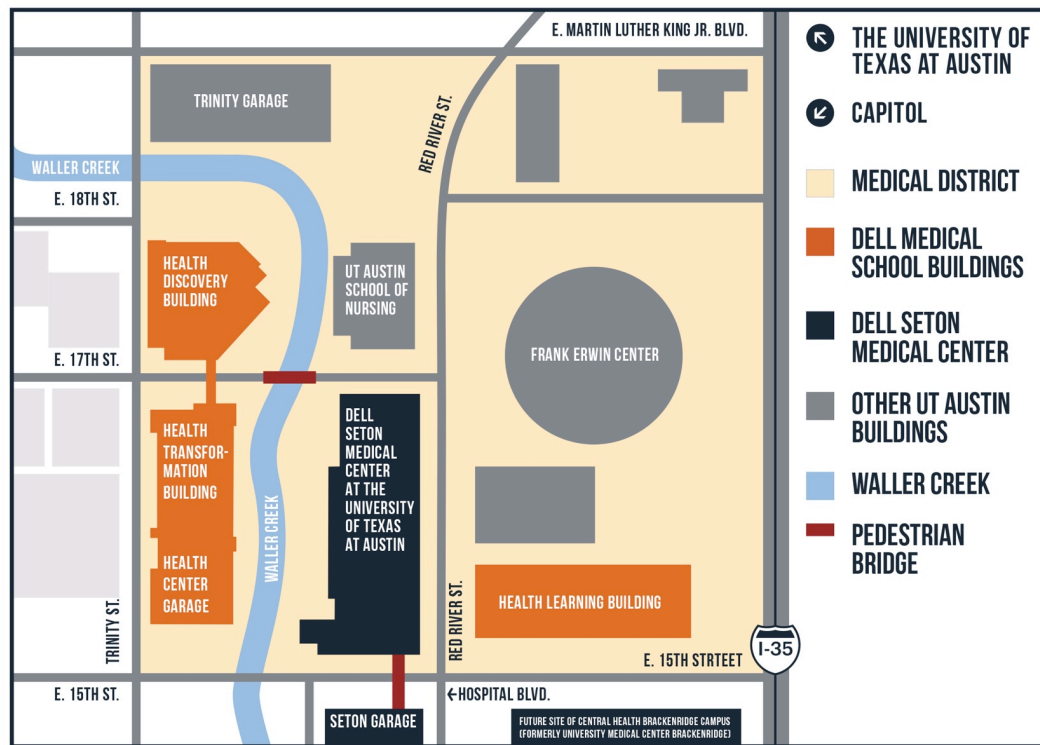 E. MARTIN LUTHER KING JR. BLVD.
TRINITY GARAGE
RED RIVER ST.
WALLER CREEK
E. 18TH ST.
HEALTH
DISCOVERY
BUILDING
UT AUSTIN
SCHOOL OF
NURSING
FRANK ERWIN CENTER
E. 17TH ST.
HEALTH
TRANSFOR-
MATION
BUILDING
DELL
SETON
MEDICAL
CENTER
AT THE
UNIVERSITY
OF TEXAS
AT AUSTIN
WALLER CREEK
HEALTH
CENTER
GARAGE
TRINITY ST.
RED RIVER ST.
HEALTH LEARNING BUILDING
E. 15TH STRTEET
I-35
E. 15TH ST.
←HOSPITAL BLVD.
SETON GARAGE
FUTURE SITE OF CENTRAL HEALTH BRACKENRIDGE CAMPUS
(FORMERLY UNIVERSITY MEDICAL CENTER BRACKENRIDGE)
THE UNIVERSITY OF
TEXAS AT AUSTIN
CAPITOL
MEDICAL DISTRICT
DELL MEDICAL
SCHOOL BUILDINGS
DELL SETON
MEDICAL CENTER
OTHER UT AUSTIN
BUILDINGS
WALLER CREEK
PEDESTRIAN
BRIDGE